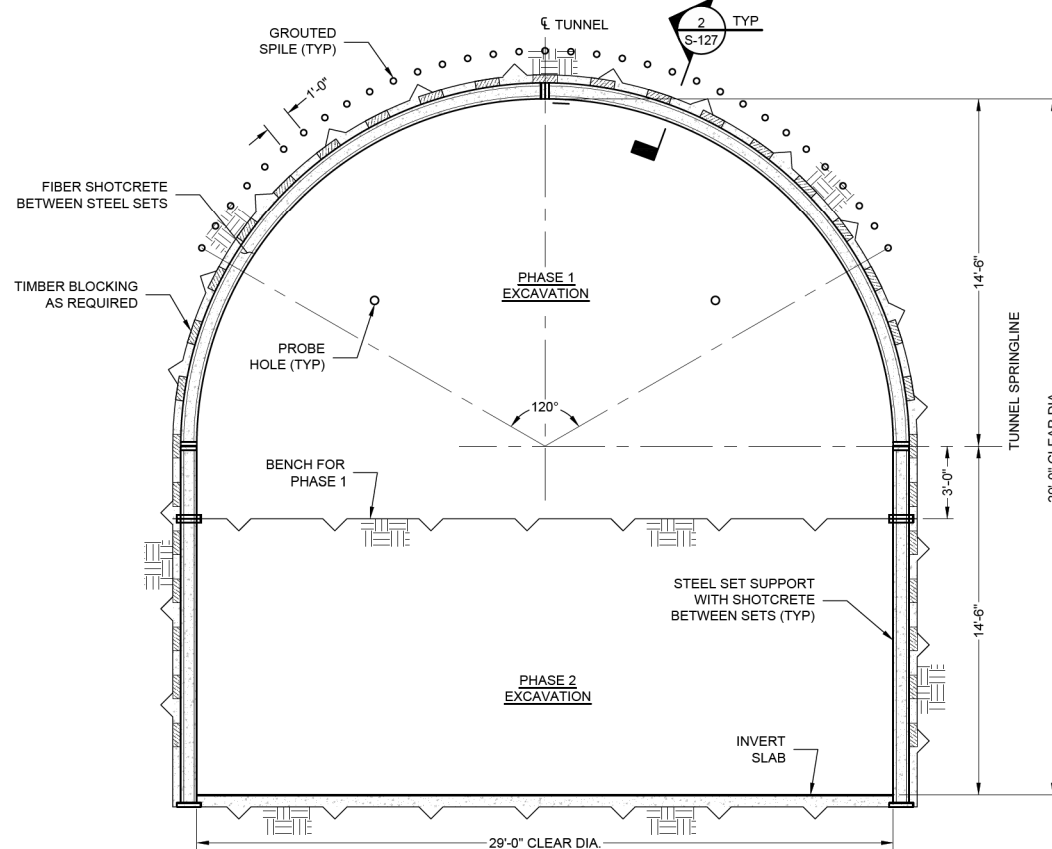 ℄ TUNNEL
2
S-127
TYP
GROUTED
SPILE (TYP)
1'-0"
FIBER SHOTCRETE
BETWEEN STEEL SETS
TIMBER BLOCKING
AS REQUIRED
PHASE 1
EXCAVATION
PROBE
HOLE (TYP)
120°
14'-6"
TUNNEL SPRINGLINE
BENCH FOR
PHASE 1
3'-0"
STEEL SET SUPPORT
WITH SHOTCRETE
BETWEEN SETS (TYP)
14'-6"
PHASE 2
EXCAVATION
INVERT
SLAB
29'-0" CLEAR DIA.